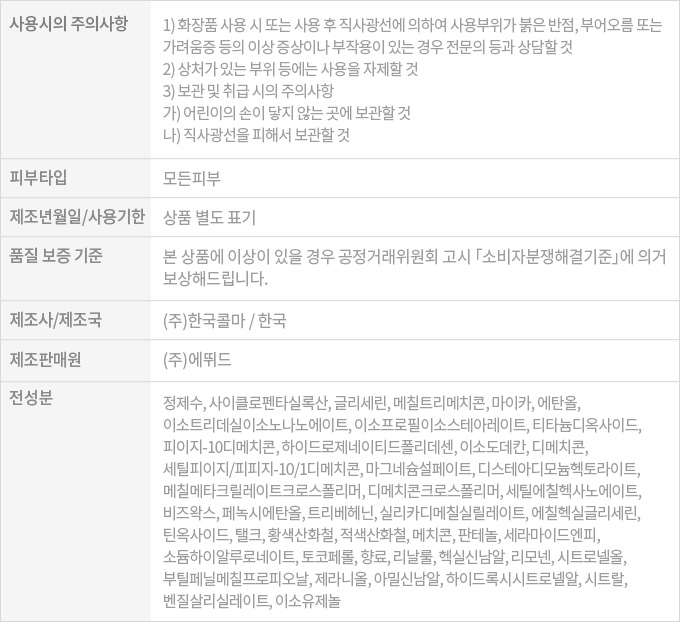 사용시의 주의사항
1) 화장품 사용 시 또는 사용 후 직사광선에 의하여 사용부위가 붉은 반점, 부어오름 또는
가려움증 등의 이상 증상이나 부작용이 있는 경우 전문의 등과 상담할 것
2) 상처가 있는 부위 등에는 사용을 자제할 것
3) 보관 및 취급 시의 주의사항
가) 어린이의 손이 닿지 않는 곳에 보관할 것
나) 직사광선을 피해서 보관할 것
피부타입
모든피부
제조년월일/사용기한
상품 별도 표기
품질 보증 기준
본 상품에 이상이 있을 경우 공정거래위원회 고시 「소비자분쟁해결기준」에 의거
보상해드립니다.
제조사/제조국
(주)한국콜마 / 한국
제조판매원
(주)에뛰드
전성분
정제수, 사이클로펜타실록산, 글리세린, 메칠트리메치콘, 마이카, 에탄올,
이소트리데실이소노나노에이트, 이소프로필이소스테아레이트, 티타늄디옥사이드,
피이지-10디메치콘, 하이드로제네이티드폴리데센, 이소도데칸, 디메치콘,
세틸피이지/피피지-10/1디메치콘, 마그네슘설페이트, 디스테아디모늄헥토라이트,
메칠메타크릴레이트크로스폴리머, 디메치콘크로스폴리머, 세틸에칠헥사노에이트,
비즈왁스, 페녹시에탄올, 트리베헤닌, 실리카디메칠실릴레이트, 에칠헥실글리세린,
틴옥사이드, 탤크, 황색산화철, 적색산화철, 메치콘, 판테놀, 세라마이드엔피,
소듐하이알루로네이트, 토코페롤, 향료, 리날룰, 헥실신남알, 리모넨, 시트로넬올,
부틸페닐메칠프로피오날, 제라니올, 아밀신남알, 하이드록시시트로넬알, 시트랄,
벤질살리실레이트, 이소유제놀